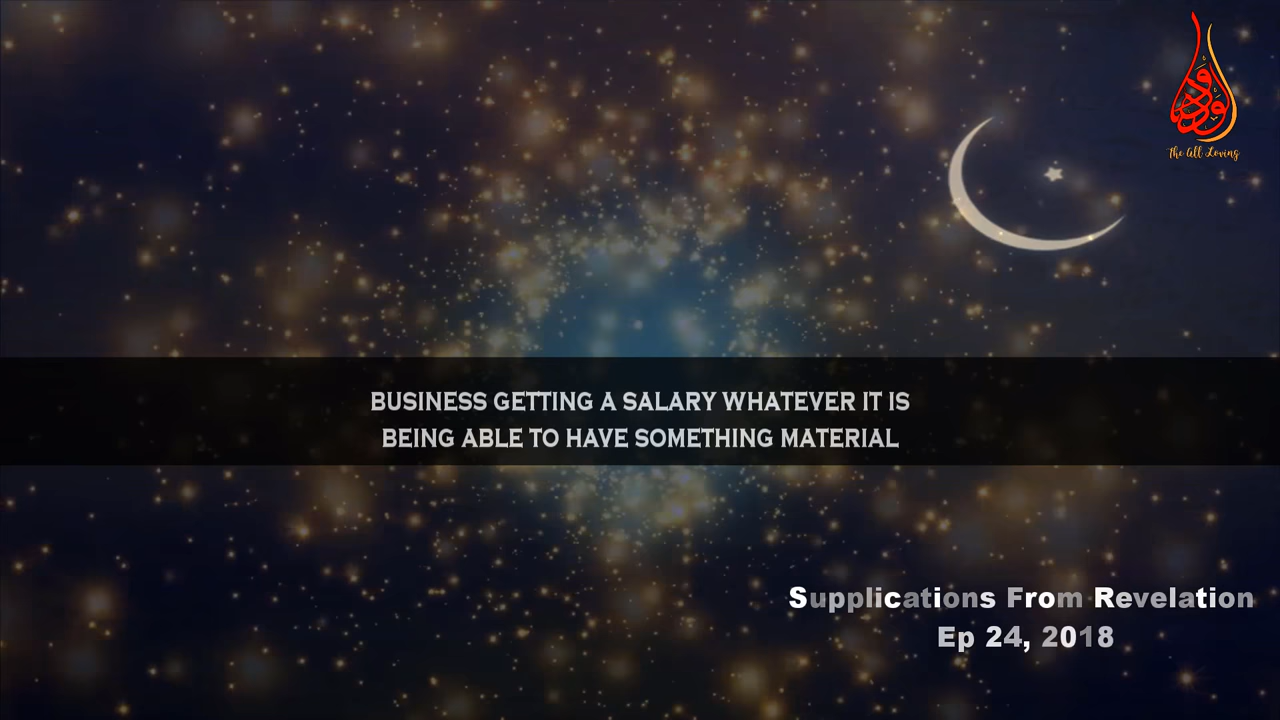 الودود
The All Loving
BUSINESS GETTING A SALARY WHATEVER IT IS
BEING ABLE TO HAVE SOMETHING MATERIAL
Supplications From Revelation
Ep 24, 2018